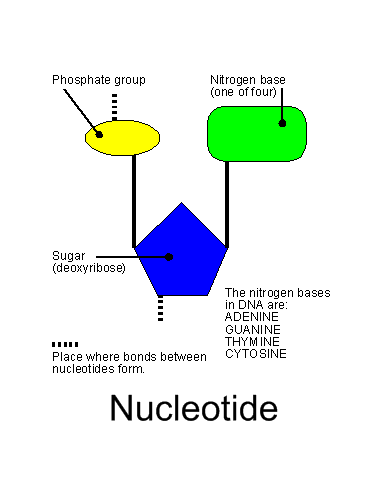 Phosphate group
Nitrogen base
(one of four)
Sugar
(deoxyribose)
The nitrogen bases
in DNA are:
ADENINE
GUANINE
THYMINE
CYTOSINE
Place where bonds between
nucleotides form.
Nucleotide